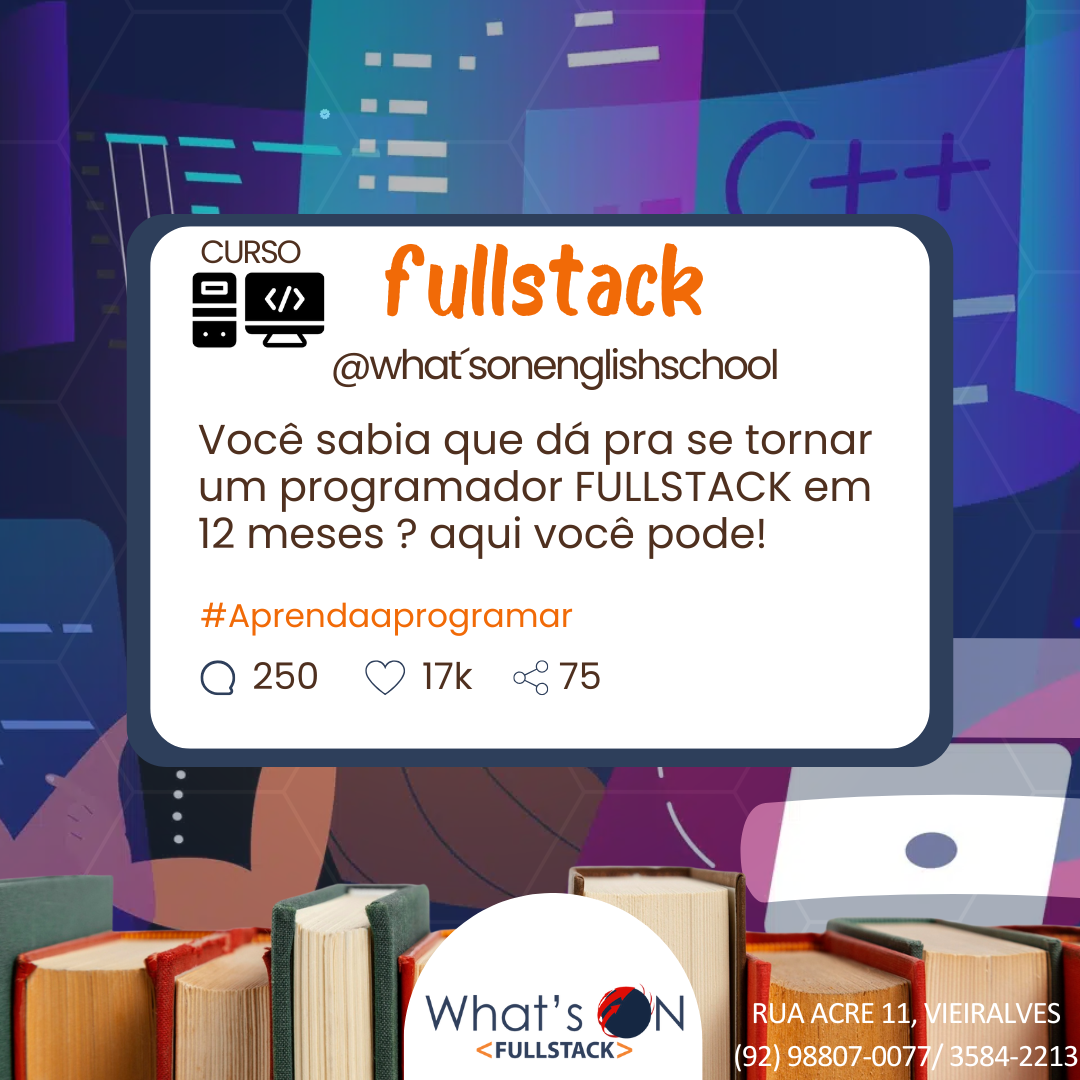 C++
CURSO
fullstack
@what´sonenglishschool
Você sabia que dá pra se tornar
um programador FULLSTACK em
12 meses ? aqui você pode!
#Aprendaaprogramar
250 17k 75
What's ON
<FULLSTACK>
RUA ACRE 11, VIEIRALVES
(92) 98807-0077/ 3584-2213